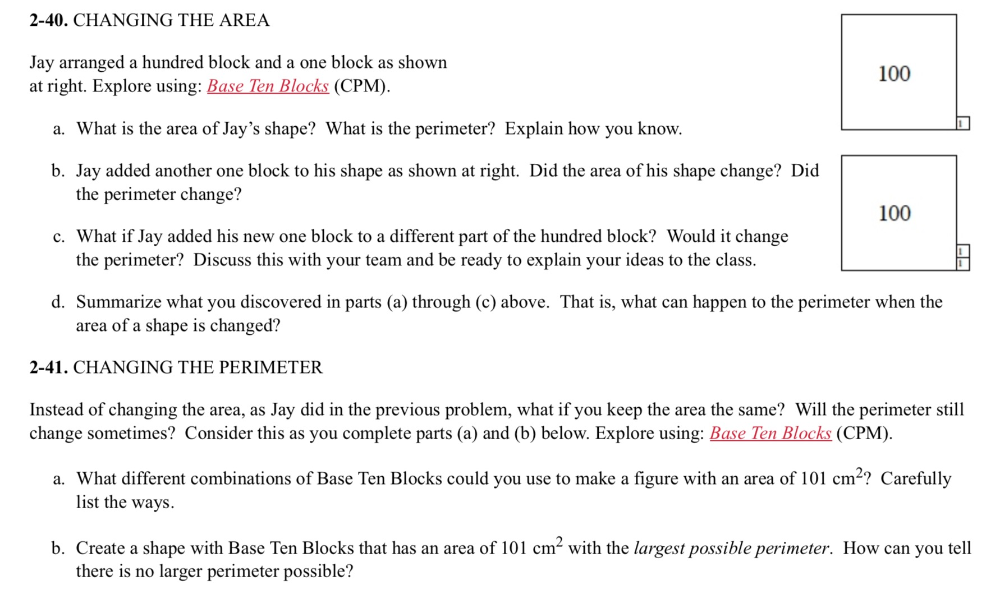 2-40. CHANGING THE AREA
100
Jay arranged a hundred block and a one block as shown
at right. Explore using: Base Ten Blocks (CPM).
1
a. What is the area of Jay’s shape? What is the perimeter? Explain how you know.
b. Jay added another one block to his shape as shown at right. Did the area of his shape change? Did
the perimeter change?
100
c. What if Jay added his new one block to a different part of the hundred block? Would it change
the perimeter? Discuss this with your team and be ready to explain your ideas to the class.
1
1
d. Summarize what you discovered in parts (a) through (c) above. That is, what can happen to the perimeter when the
area of a shape is changed?
2-41. CHANGING THE PERIMETER
Instead of changing the area, as Jay did in the previous problem, what if you keep the area the same? Will the perimeter still
change sometimes? Consider this as you complete parts (a) and (b) below. Explore using: Base Ten Blocks (CPM).
a. What different combinations of Base Ten Blocks could you use to make a figure with an area of 101 cm²? Carefully
list the ways.
b. Create a shape with Base Ten Blocks that has an area of 101 cm² with the largest possible perimeter. How can you tell
there is no larger perimeter possible?